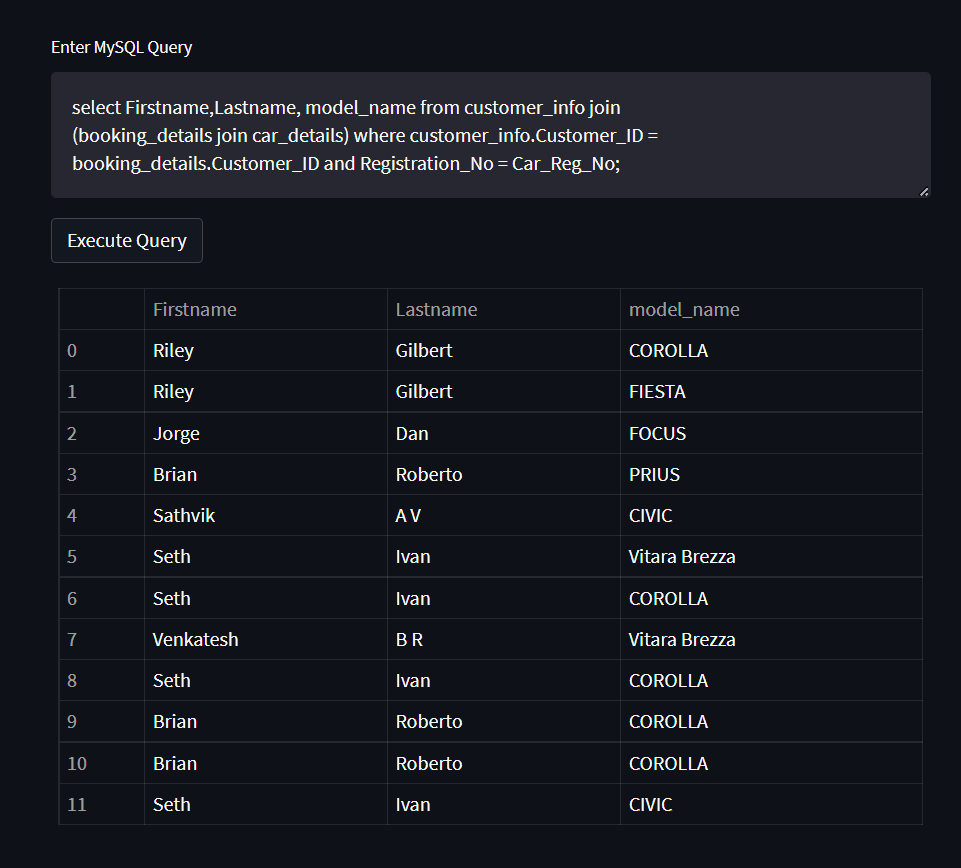 Enter MySQL Query
select Firstname,Lastname, model_name from customer_info join
(booking_details join car_details) where customer_info.Customer_ID =
booking_details.Customer_ID and Registration_No = Car_Reg_No;
Execute Query
Firstname Lastname model_name
0 Riley Gilbert COROLLA
1 Riley Gilbert FIESTA
2 Jorge Dan FOCUS
3 Brian Roberto PRIUS
4 Sathvik A V CIVIC
5 Seth Ivan Vitara Brezza
6 Seth Ivan COROLLA
7 Venkatesh B R Vitara Brezza
8 Seth Ivan COROLLA
9 Brian Roberto COROLLA
10 Brian Roberto COROLLA
11 Seth Ivan CIVIC